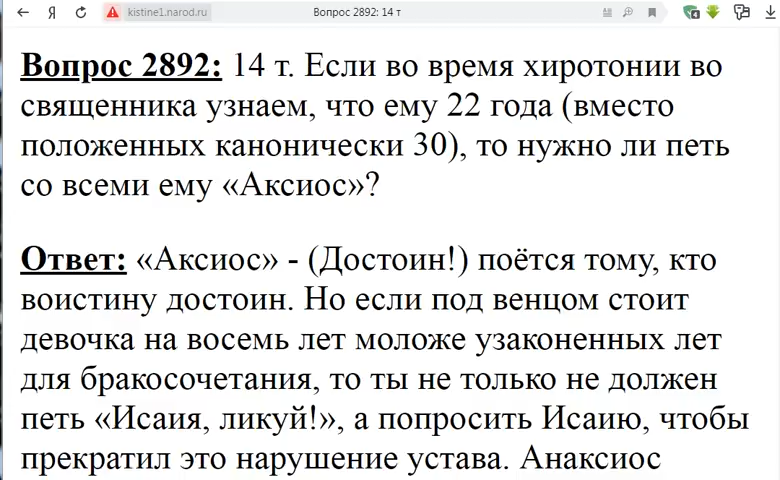 Я kistine1.narod.ru Вопрос 2892: 14 т 4
Вопрос 2892: 14 т. Если во время хиротонии во
священника узнаем, что ему 22 года (вместо
положенных канонически 30), то нужно ли петь
со всеми ему «Аксиос»?
Ответ: «Аксиос» - (Достоин!) поётся тому, кто
воистину достоин. Но если под венцом стоит
девочка на восемь лет моложе узаконенных лет
для бракосочетания, то ты не только не должен
петь «Исаия, ликуй!», а попросить Исаию, чтобы
прекратил это нарушение устава. Анаксиос